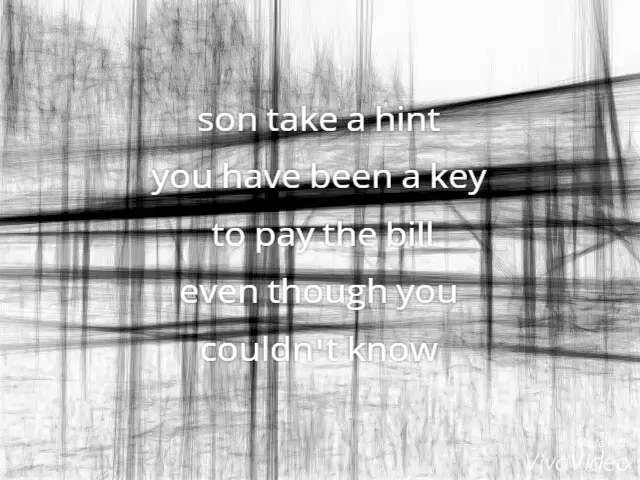 son take a hint
you have been a key
to pay the bill
even though you
couldn't know
VivaVideo